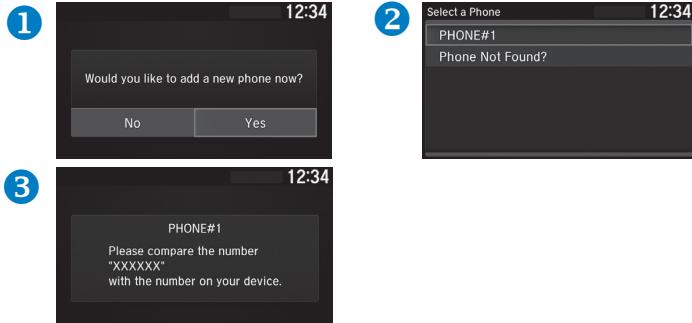 1
12:34
Would you like to add a new phone now?
No Yes
2
Select a Phone 12:34
PHONE#1
Phone Not Found?
3
12:34
PHONE#1
Please compare the number
"XXXXXX"
with the number on your device.